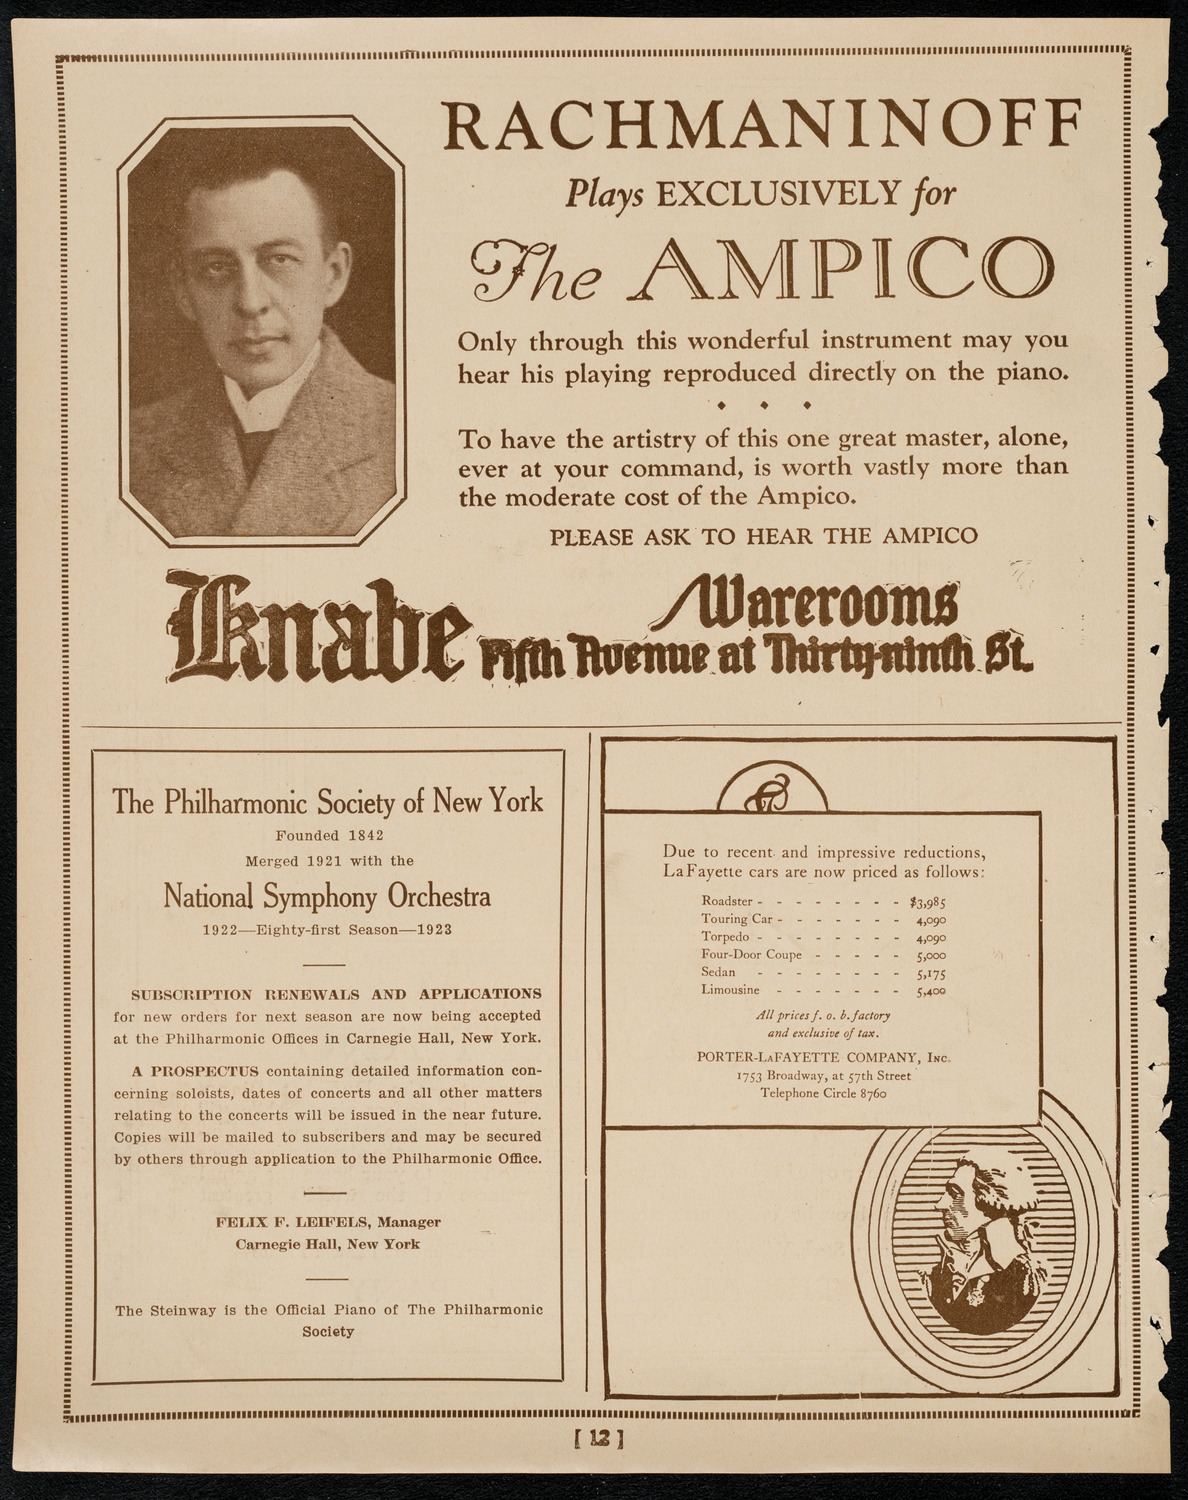 RACHMANINOFF
Plays EXCLUSIVELY for
The AMPICO
Only through this wonderful instrument may you
hear his playing reproduced directly on the piano.
To have the artistry of this one great master, alone,
ever at your command, is worth vastly more than
the moderate cost of the Ampico.
PLEASE ASK TO HEAR THE AMPICO
Knabe Warerooms
Fifth Avenue at Thirty-ninth St.
The Philharmonic Society of New York
Founded 1842
Merged 1921 with the
National Symphony Orchestra
1922—Eighty-first Season—1923
SUBSCRIPTION RENEWALS AND APPLICATIONS
for new orders for next season are now being accepted
at the Philharmonic Offices in Carnegie Hall, New York.
A PROSPECTUS containing detailed information con-
cerning soloists, dates of concerts and all other matters
relating to the concerts will be issued in the near future.
Copies will be mailed to subscribers and may be secured
by others through application to the Philharmonic Office.
FELIX F. LEIFELS, Manager
Carnegie Hall, New York
The Steinway is the Official Piano of The Philharmonic
Society
Due to recent and impressive reductions,
LaFayette cars are now priced as follows:
Roadster - - - - - - - - $3,985
Touring Car - - - - - - - 4,090
Torpedo - - - - - - - - 4,090
Four-Door Coupe - - - - - 5,000
Sedan - - - - - - - - 5,175
Limousine - - - - - - - 5,400
All prices f. o. b. factory
and exclusive of tax.
PORTER-LAFAYETTE COMPANY, INC.
1753 Broadway, at 57th Street
Telephone Circle 8760
[ 12 ]